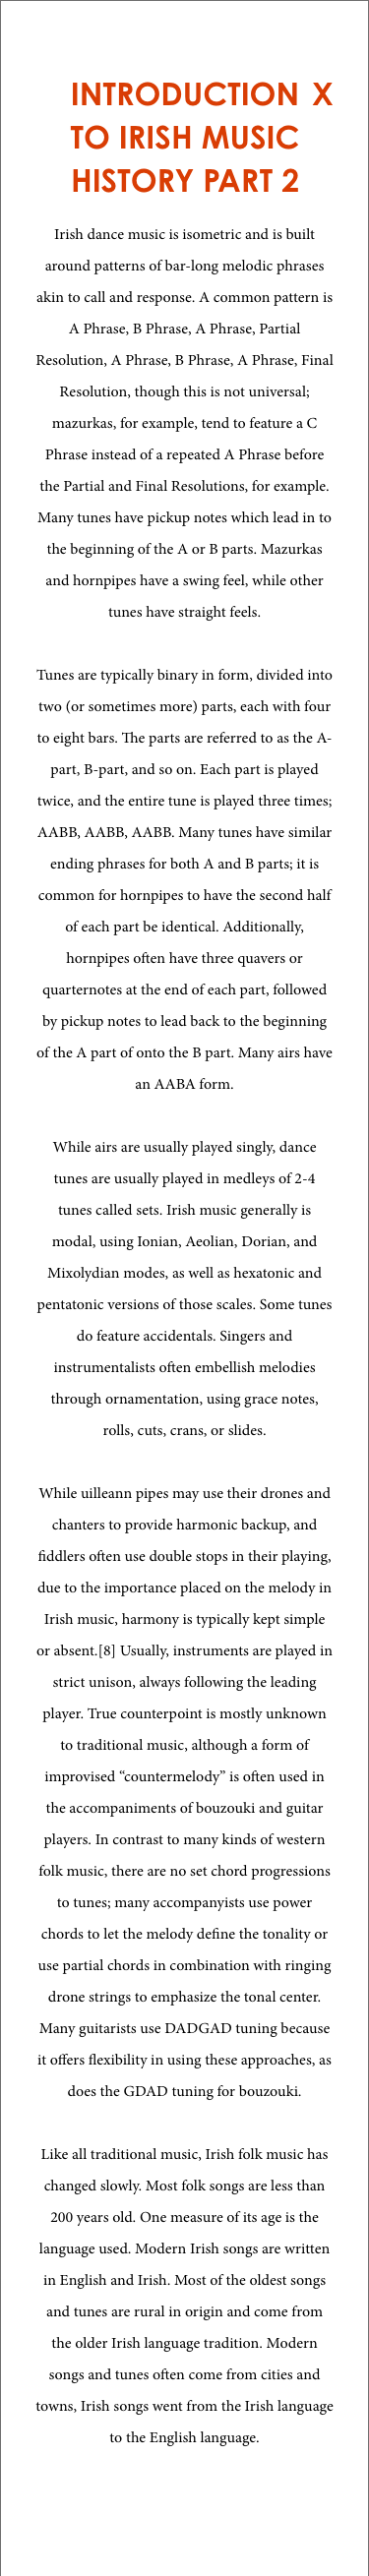 INTRODUCTION X
TO IRISH MUSIC
HISTORY PART 2
Irish dance music is isometric and is built
around patterns of bar-long melodic phrases
akin to call and response. A common pattern is
A Phrase, B Phrase, A Phrase, Partial
Resolution, A Phrase, B Phrase, A Phrase, Final
Resolution, though this is not universal;
mazurkas, for example, tend to feature a C
Phrase instead of a repeated A Phrase before
the Partial and Final Resolutions, for example.
Many tunes have pickup notes which lead in to
the beginning of the A or B parts. Mazurkas
and hornpipes have a swing feel, while other
tunes have straight feels.
Tunes are typically binary in form, divided into
two (or sometimes more) parts, each with four
to eight bars. The parts are referred to as the A-
part, B-part, and so on. Each part is played
twice, and the entire tune is played three times;
AABB, AABB, AABB. Many tunes have similar
ending phrases for both A and B parts; it is
common for hornpipes to have the second half
of each part be identical. Additionally,
hornpipes often have three quavers or
quarternotes at the end of each part, followed
by pickup notes to lead back to the beginning
of the A part of onto the B part. Many airs have
an AABA form.
While airs are usually played singly, dance
tunes are usually played in medleys of 2-4
tunes called sets. Irish music generally is
modal, using Ionian, Aeolian, Dorian, and
Mixolydian modes, as well as hexatonic and
pentatonic versions of those scales. Some tunes
do feature accidentals. Singers and
instrumentalists often embellish melodies
through ornamentation, using grace notes,
rolls, cuts, crans, or slides.
While uilleann pipes may use their drones and
chanters to provide harmonic backup, and
fiddlers often use double stops in their playing,
due to the importance placed on the melody in
Irish music, harmony is typically kept simple
or absent.[8] Usually, instruments are played in
strict unison, always following the leading
player. True counterpoint is mostly unknown
to traditional music, although a form of
improvised “countermelody” is often used in
the accompaniments of bouzouki and guitar
players. In contrast to many kinds of western
folk music, there are no set chord progressions
to tunes; many accompanyists use power
chords to let the melody define the tonality or
use partial chords in combination with ringing
drone strings to emphasize the tonal center.
Many guitarists use DADGAD tuning because
it offers flexibility in using these approaches, as
does the GDAD tuning for bouzouki.
Like all traditional music, Irish folk music has
changed slowly. Most folk songs are less than
200 years old. One measure of its age is the
language used. Modern Irish songs are written
in English and Irish. Most of the oldest songs
and tunes are rural in origin and come from
the older Irish language tradition. Modern
songs and tunes often come from cities and
towns, Irish songs went from the Irish language
to the English language.